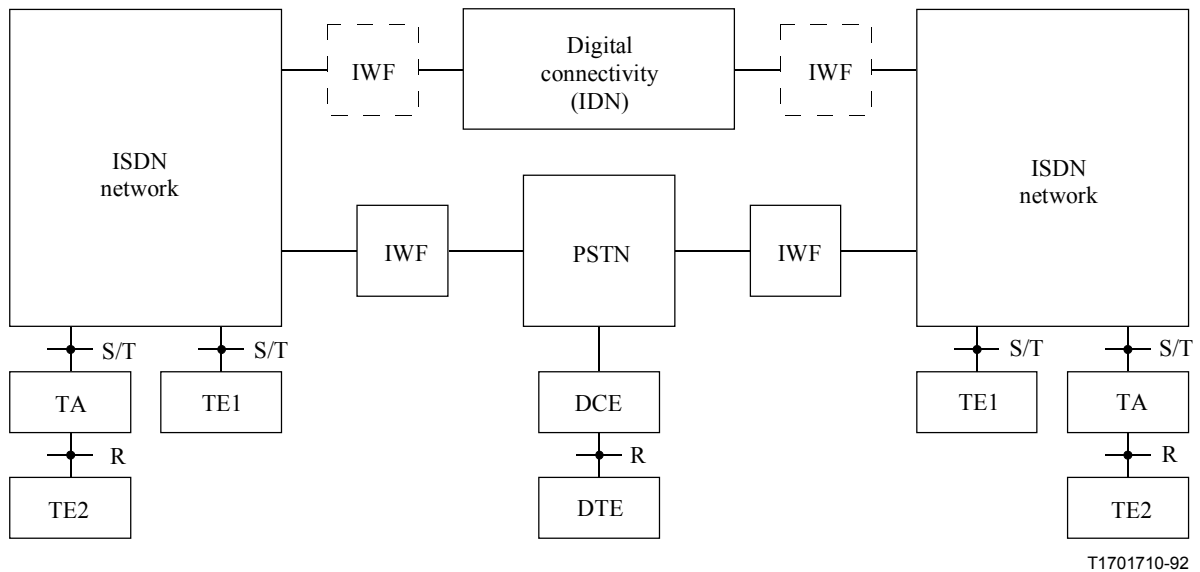 IWF
Digital
connectivity
(IDN)
IWF
ISDN
network
ISDN
network
IWF
PSTN
IWF
S/T
S/T
S/T
S/T
TA
TE1
DCE
TE1
TA
R
R
R
TE2
DTE
TE2
T1701710-92